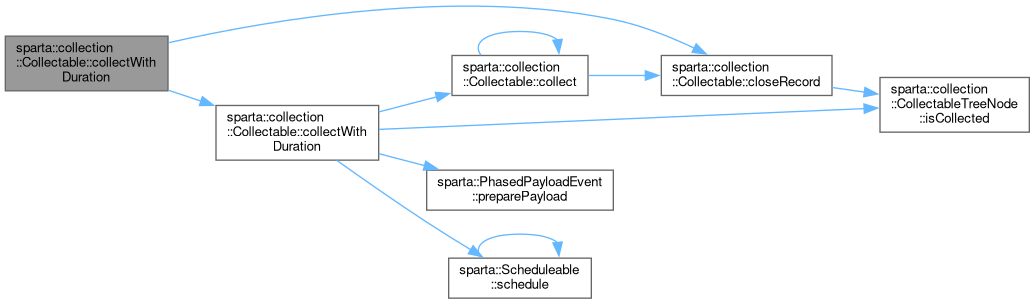 sparta::collection
::Collectable::collectWith
Duration
sparta::collection
::Collectable::collectWith
Duration
sparta::collection
::Collectable::collect
sparta::collection
::Collectable::closeRecord
sparta::collection
::CollectableTreeNode
::isCollected
sparta::PhasedPayloadEvent
::preparePayload
sparta::Scheduleable
::schedule